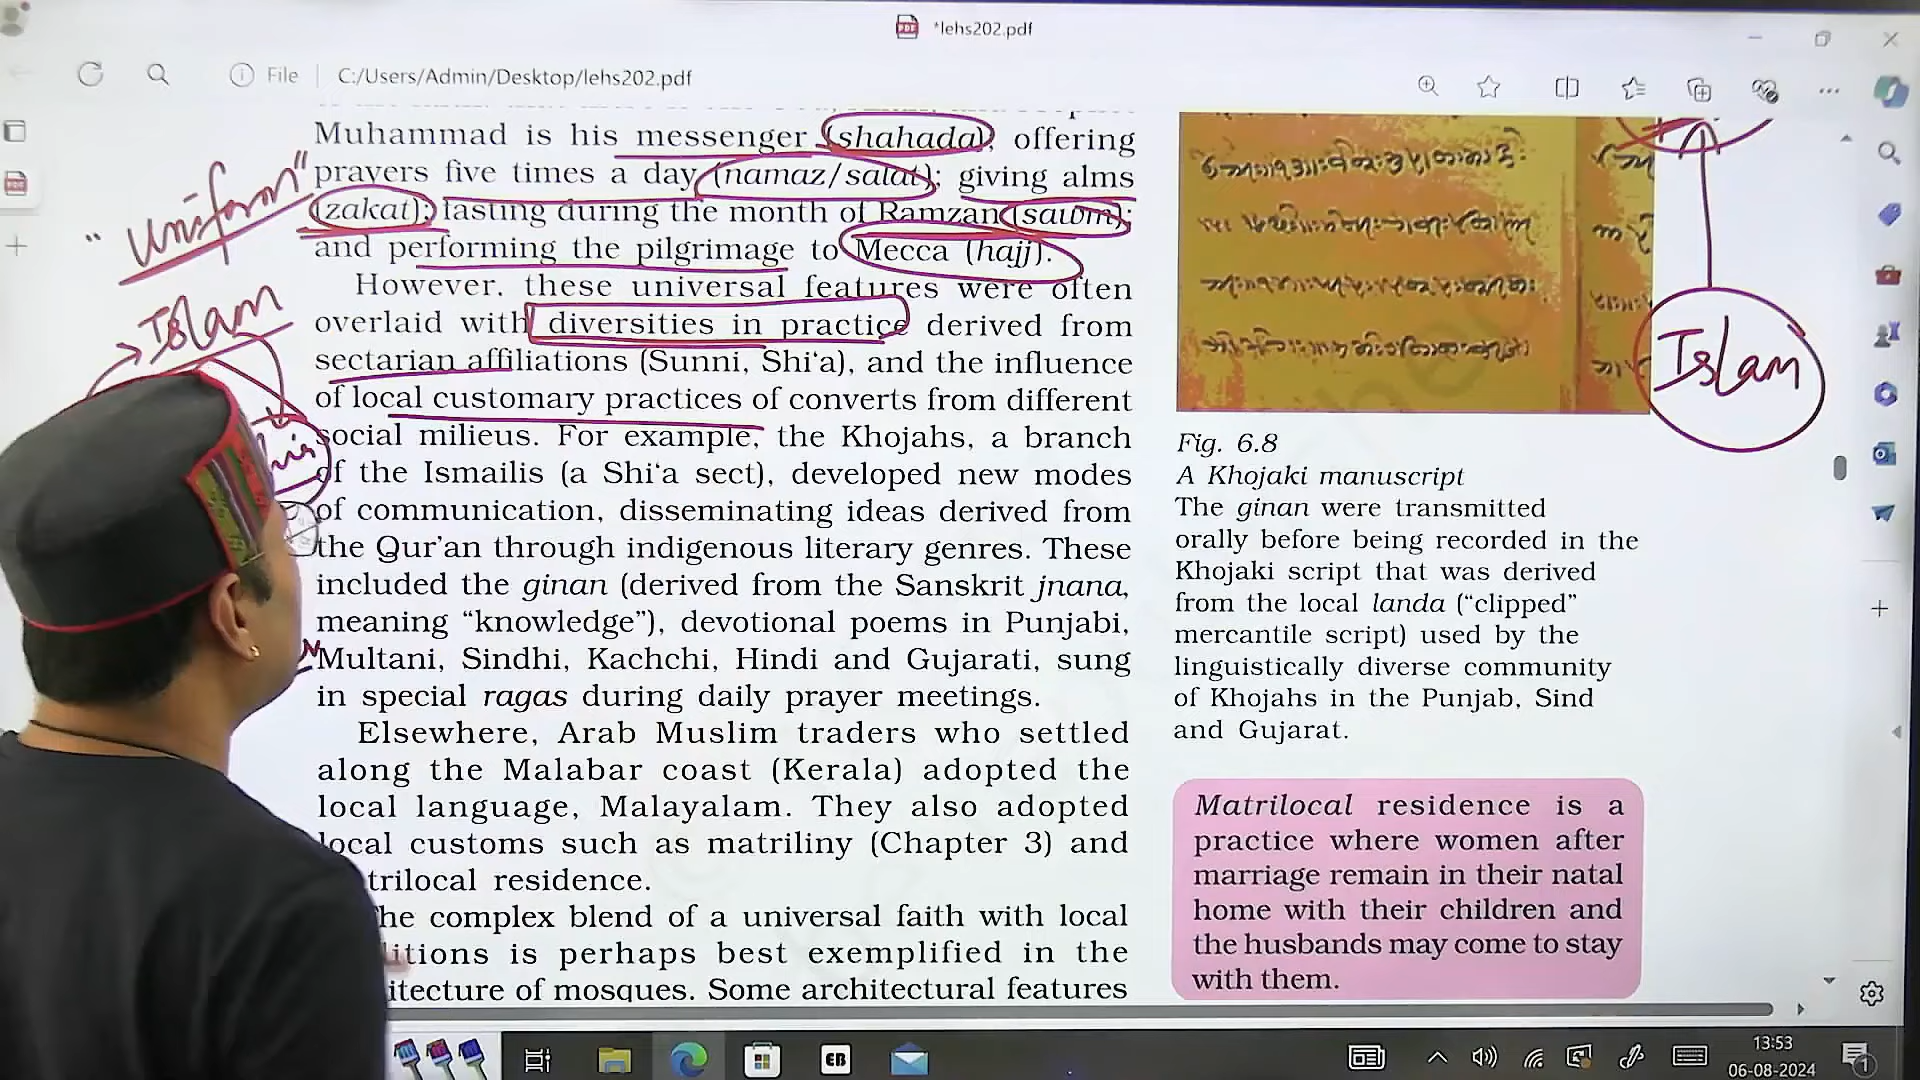 *lehs202.pdf
File
C:/Users/Admin/Desktop/lehs202.pdf
Muhammad is his messenger (shahada); offering
prayers five times a day (namaz/salat); giving alms
(zakat); fasting during the month of Ramzan (sawm);
and performing the pilgrimage to Mecca (hajj).
However, these universal features were often
overlaid with diversities in practice derived from
sectarian affiliations (Sunni, Shi‘a), and the influence
of local customary practices of converts from different
social milieus. For example, the Khojahs, a branch
of the Ismailis (a Shi‘a sect), developed new modes
of communication, disseminating ideas derived from
the Qur’an through indigenous literary genres. These
included the ginan (derived from the Sanskrit jnana,
meaning “knowledge”), devotional poems in Punjabi,
Multani, Sindhi, Kachchi, Hindi and Gujarati, sung
in special ragas during daily prayer meetings.
Elsewhere, Arab Muslim traders who settled
along the Malabar coast (Kerala) adopted the
local language, Malayalam. They also adopted
local customs such as matriliny (Chapter 3) and
trilocal residence.
he complex blend of a universal faith with local
itions is perhaps best exemplified in the
itecture of mosques. Some architectural features
"Uniform"
Islam
Islam
Fig. 6.8
A Khojaki manuscript
The ginan were transmitted
orally before being recorded in the
Khojaki script that was derived
from the local landa (“clipped”
mercantile script) used by the
linguistically diverse community
of Khojahs in the Punjab, Sind
and Gujarat.
Matrilocal residence is a
practice where women after
marriage remain in their natal
home with their children and
the husbands may come to stay
with them.
EB
13:53
06-08-2024
1